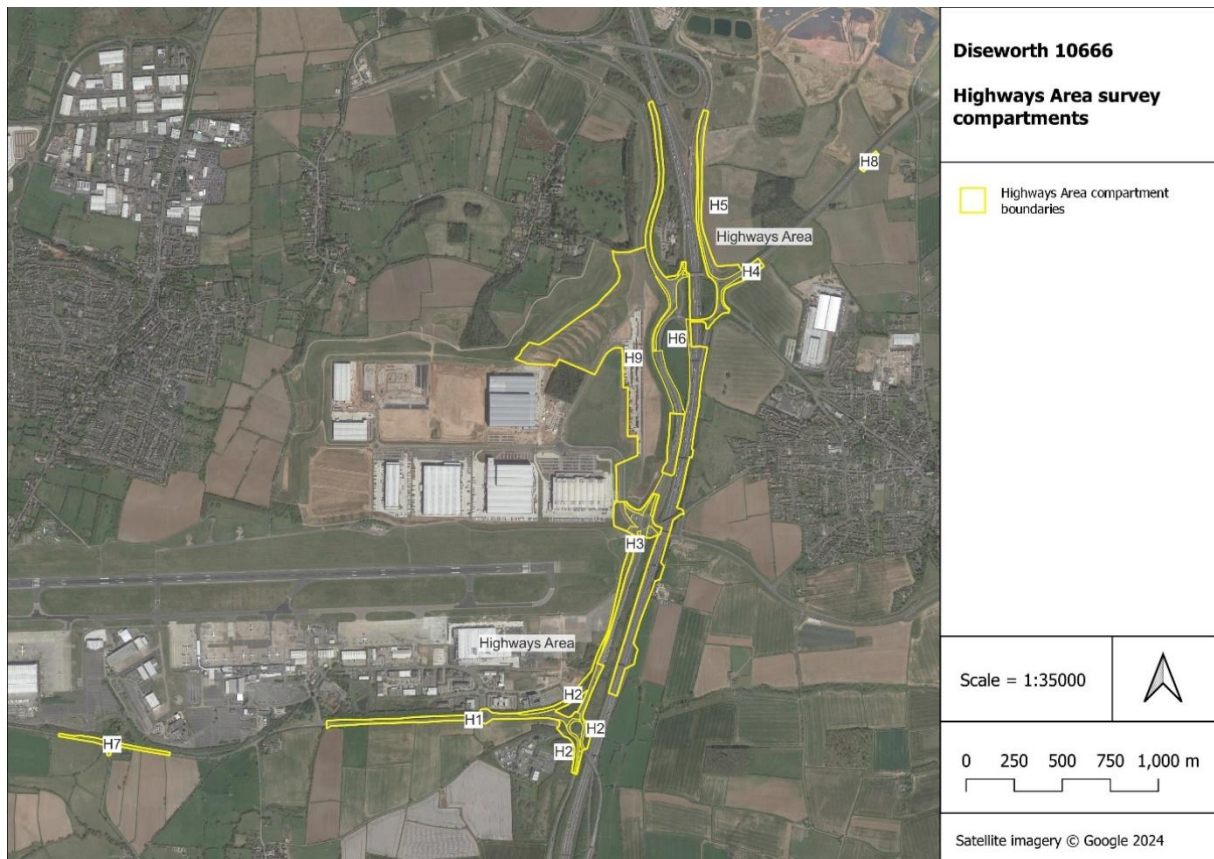 Diseworth 10666
Highways Area survey
compartments
Highways Area compartment
boundaries
H8
H5
Highways Area
H4
H6
H9
H3
Highways Area
H2
H1
H2
H2
H7
Scale = 1:35000
0 250 500 750 1,000 m
Satellite imagery © Google 2024